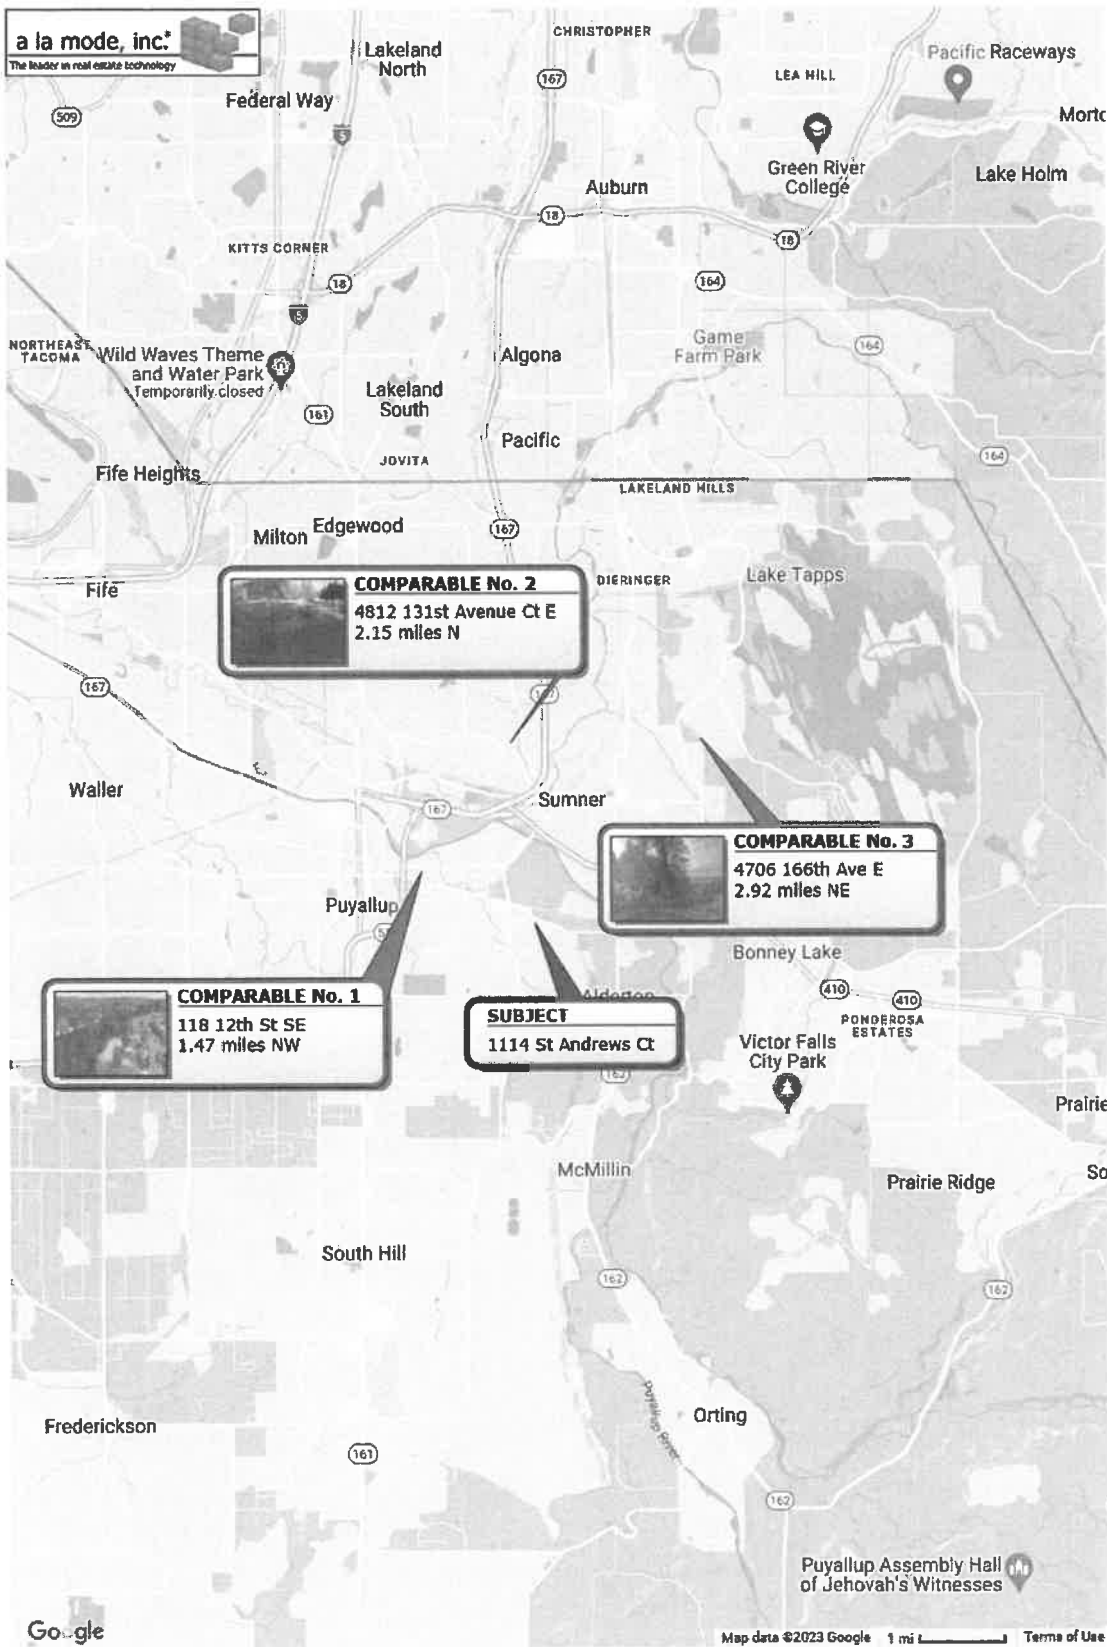 a la mode, inc.®
The leader in real estate technology
CHRISTOPHER
Lakeland
North
167
LEA HILL
Pacific Raceways
Federal Way
509
5
Green River
College
Lake Holm
Auburn
18
18
KITTS CORNER
18
164
5
NORTHEAST
TACOMA
Wild Waves Theme
and Water Park
Temporarily closed
Game
Farm Park
164
Algona
Lakeland
South
161
Pacific
JOVITA
164
Fife Heights
LAKELAND HILLS
Milton
Edgewood
167
Fife
COMPARABLE No. 2
4812 131st Avenue Ct E
2.15 miles N
DIERINGER
Lake Tapps
167
167
Waller
167
Sumner
COMPARABLE No. 3
4706 166th Ave E
2.92 miles NE
Puyallup
Bonney Lake
COMPARABLE No. 1
118 12th St SE
1.47 miles NW
Alderton
SUBJECT
1114 St Andrews Ct
410
410
PONDEROSA
ESTATES
Victor Falls
City Park
162
Prairie
McMillin
Prairie Ridge
So
South Hill
162
162
Puyallup River
Orting
Frederickson
161
162
Puyallup Assembly Hall
of Jehovah's Witnesses
Google
Map data ©2023 Google
1 mi
Terms of Use